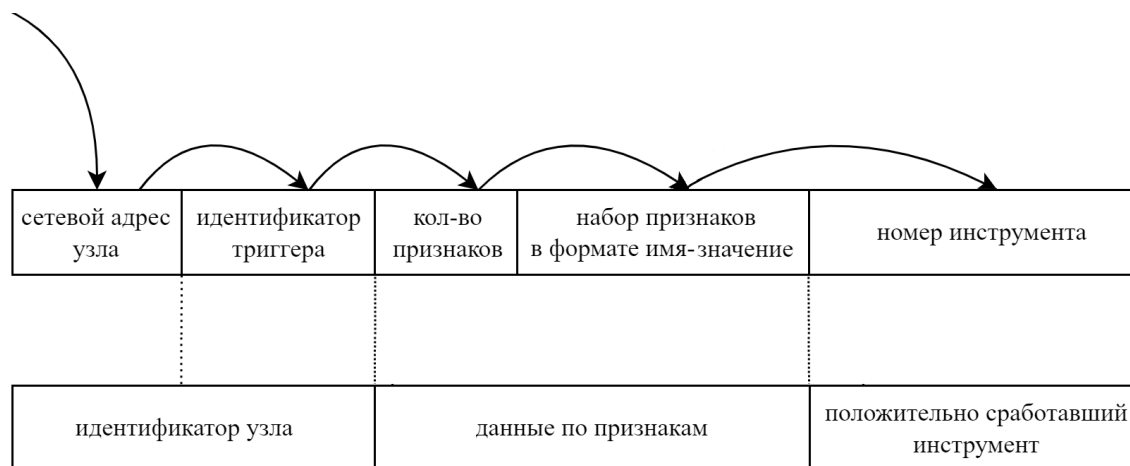 сетевой адрес
узла
идентификатор
триггера
кол-во
признаков
набор признаков
в формате имя-значение
номер инструмента
идентификатор узла
данные по признакам
положительно сработавший
инструмент